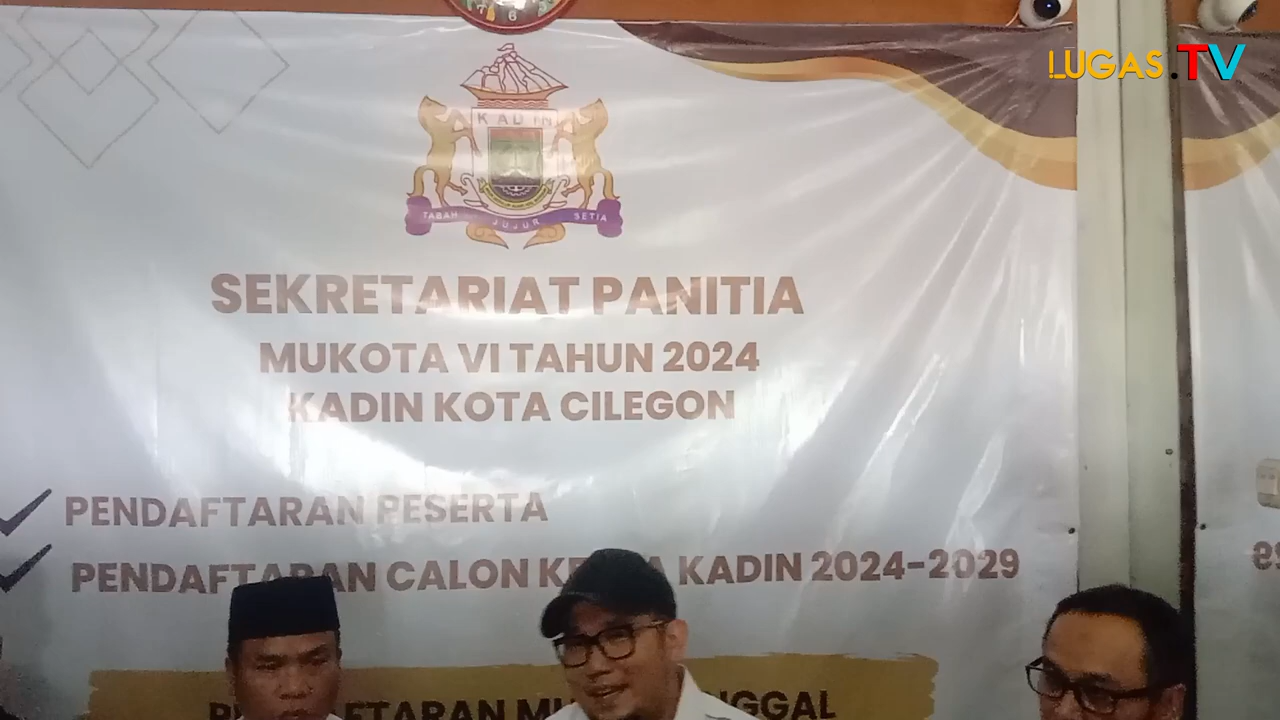 LUGAS.TV
KADIN
TABAH JUJUR SETIA
SEKRETARIAT PANITIA
MUKOTA VI TAHUN 2024
KADIN KOTA CILEGON
PENDAFTARAN PESERTA
PENDAFTARAN CALON KETUA KADIN 2024-2029